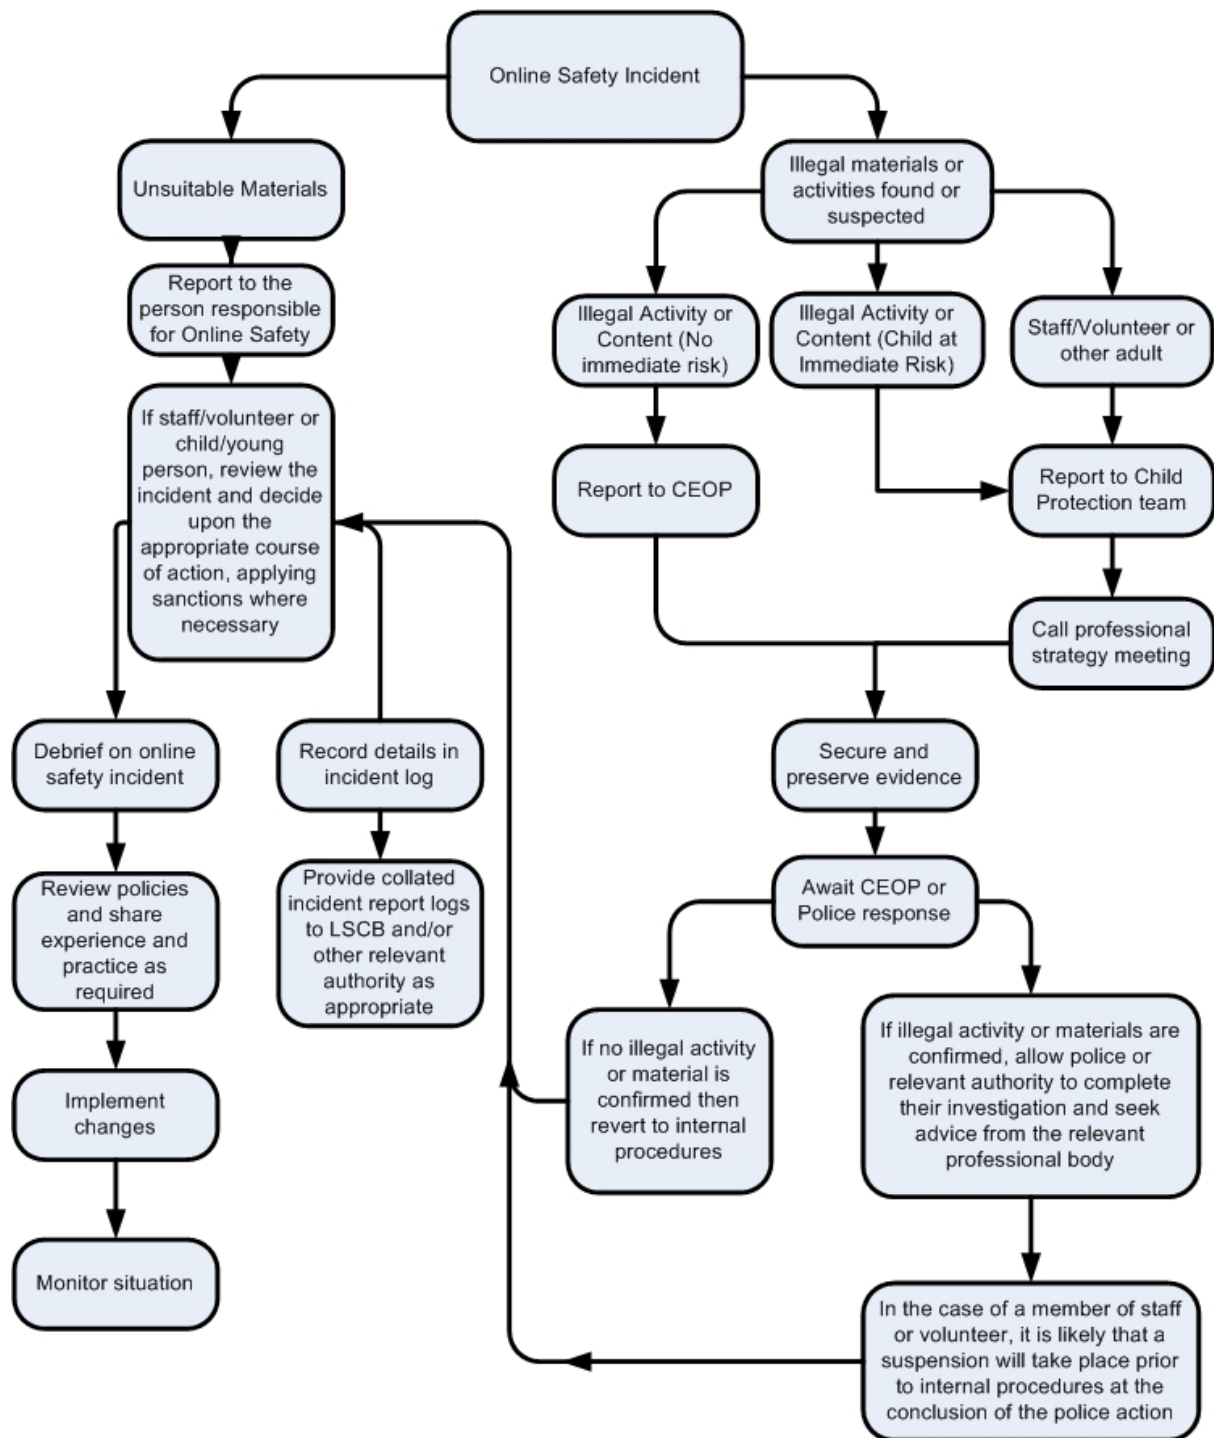 Online Safety Incident
Unsuitable Materials
Report to the
person responsible
for Online Safety
If staff/volunteer or
child/young
person, review the
incident and decide
upon the
appropriate course
of action, applying
sanctions where
necessary
Debrief on online
safety incident
Review policies
and share
experience and
practice as
required
Implement
changes
Monitor situation
Record details in
incident log
Provide collated
incident report logs
to LSCB and/or
other relevant
authority as
appropriate
Illegal materials or
activities found or
suspected
Illegal Activity or
Content (No
immediate risk)
Report to CEOP
Illegal Activity or
Content (Child at
Immediate Risk)
Staff/Volunteer or
other adult
Report to Child
Protection team
Call professional
strategy meeting
Secure and
preserve evidence
Await CEOP or
Police response
If no illegal activity
or material is
confirmed then
revert to internal
procedures
If illegal activity or materials are
confirmed, allow police or
relevant authority to complete
their investigation and seek
advice from the relevant
professional body
In the case of a member of staff
or volunteer, it is likely that a
suspension will take place prior
to internal procedures at the
conclusion of the police action